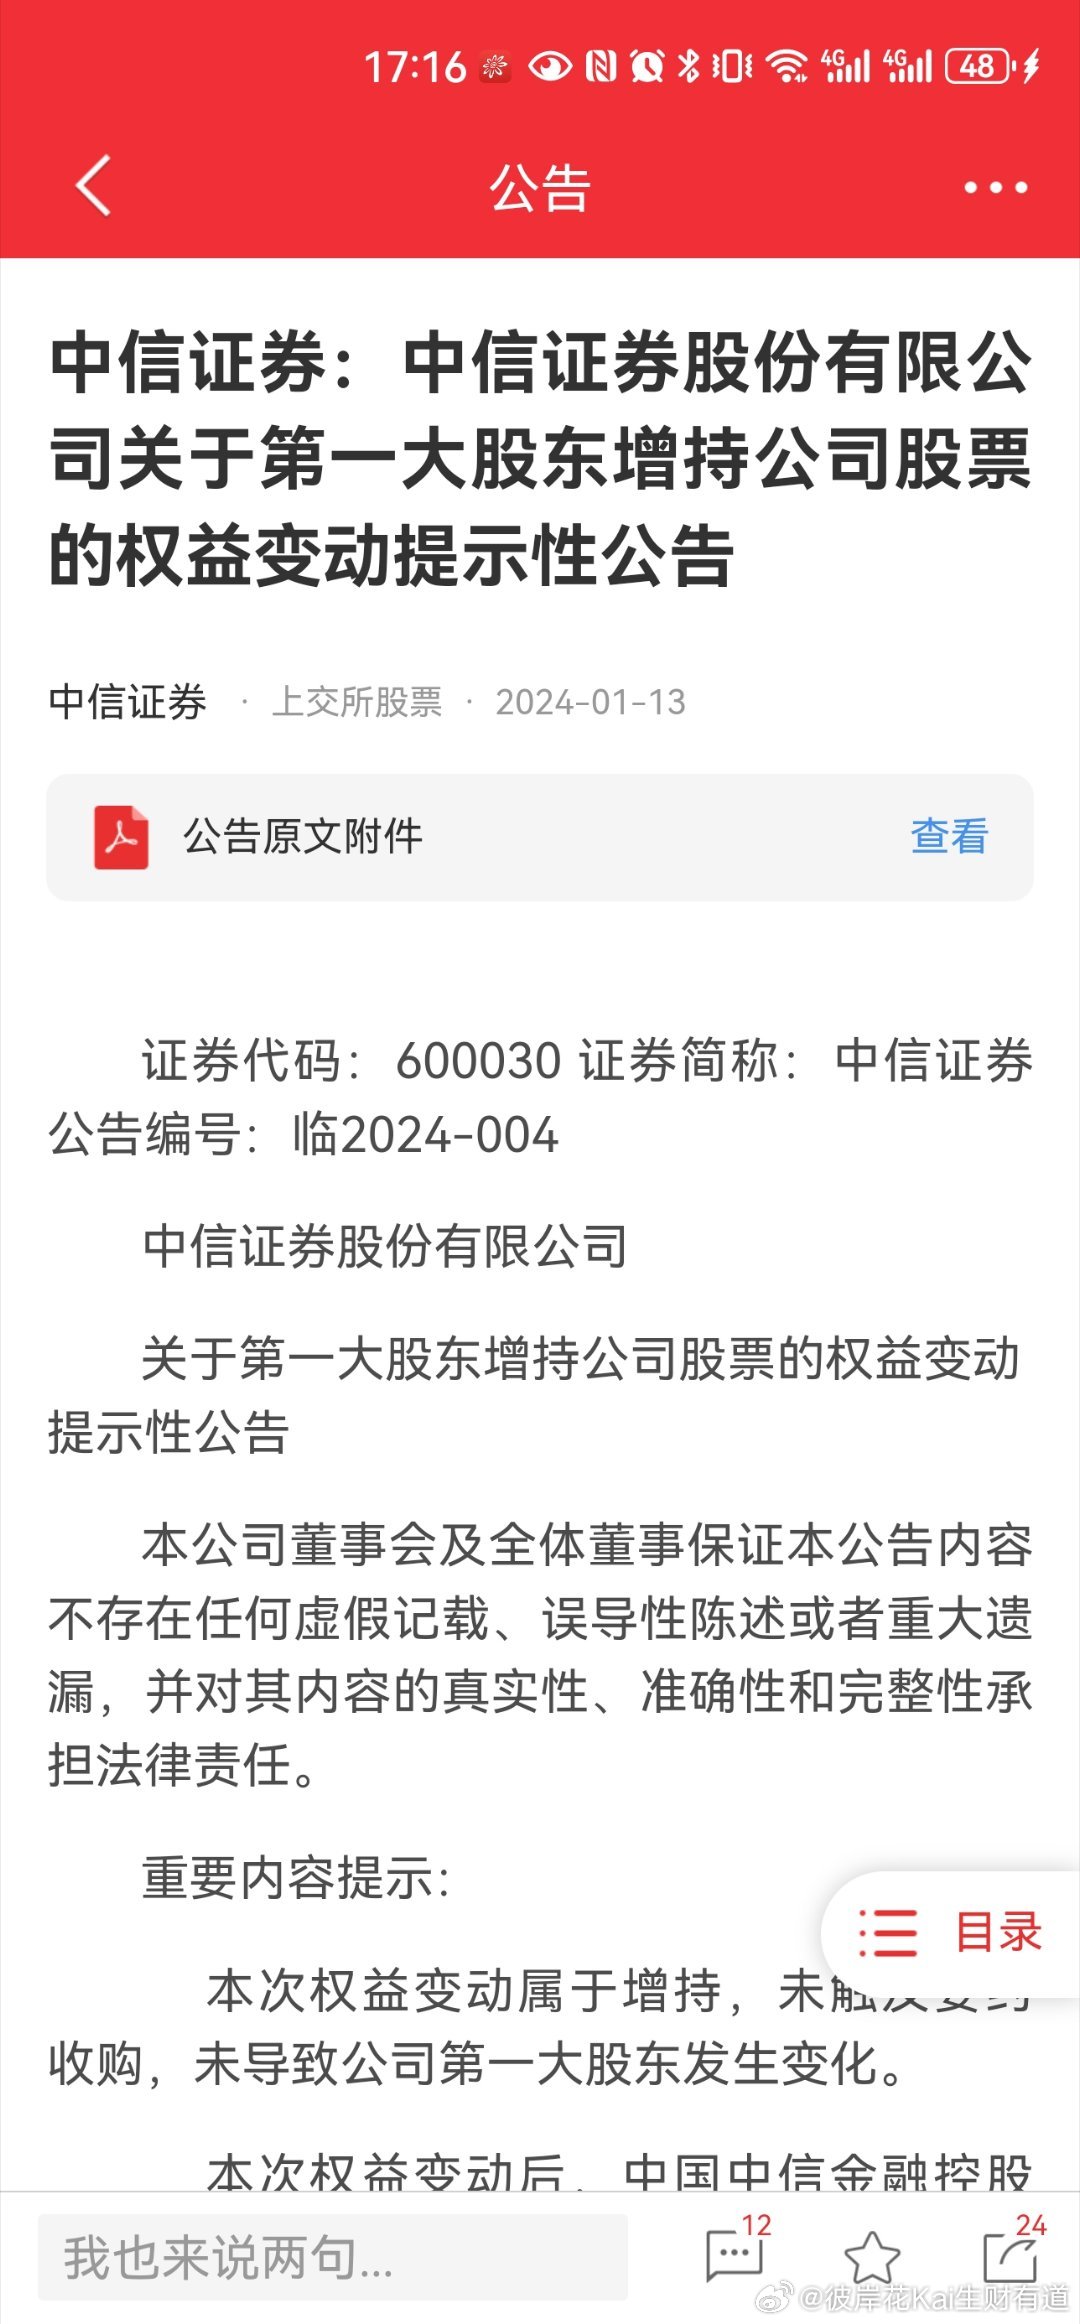 17:16 4G 4G 48
公告
中信证券：中信证券股份有限公
司关于第一大股东增持公司股票
的权益变动提示性公告
中信证券 · 上交所股票 · 2024-01-13
公告原文附件 查看
证券代码：600030 证券简称：中信证券
公告编号：临2024-004
中信证券股份有限公司
关于第一大股东增持公司股票的权益变动
提示性公告
本公司董事会及全体董事保证本公告内容
不存在任何虚假记载、误导性陈述或者重大遗
漏，并对其内容的真实性、准确性和完整性承
担法律责任。
重要内容提示：
目录
本次权益变动属于增持，未触及要约
收购，未导致公司第一大股东发生变化。
本次权益变动后，中国中信金融控股
我也来说两句... 12 24
@彼岸花Kai生财有道